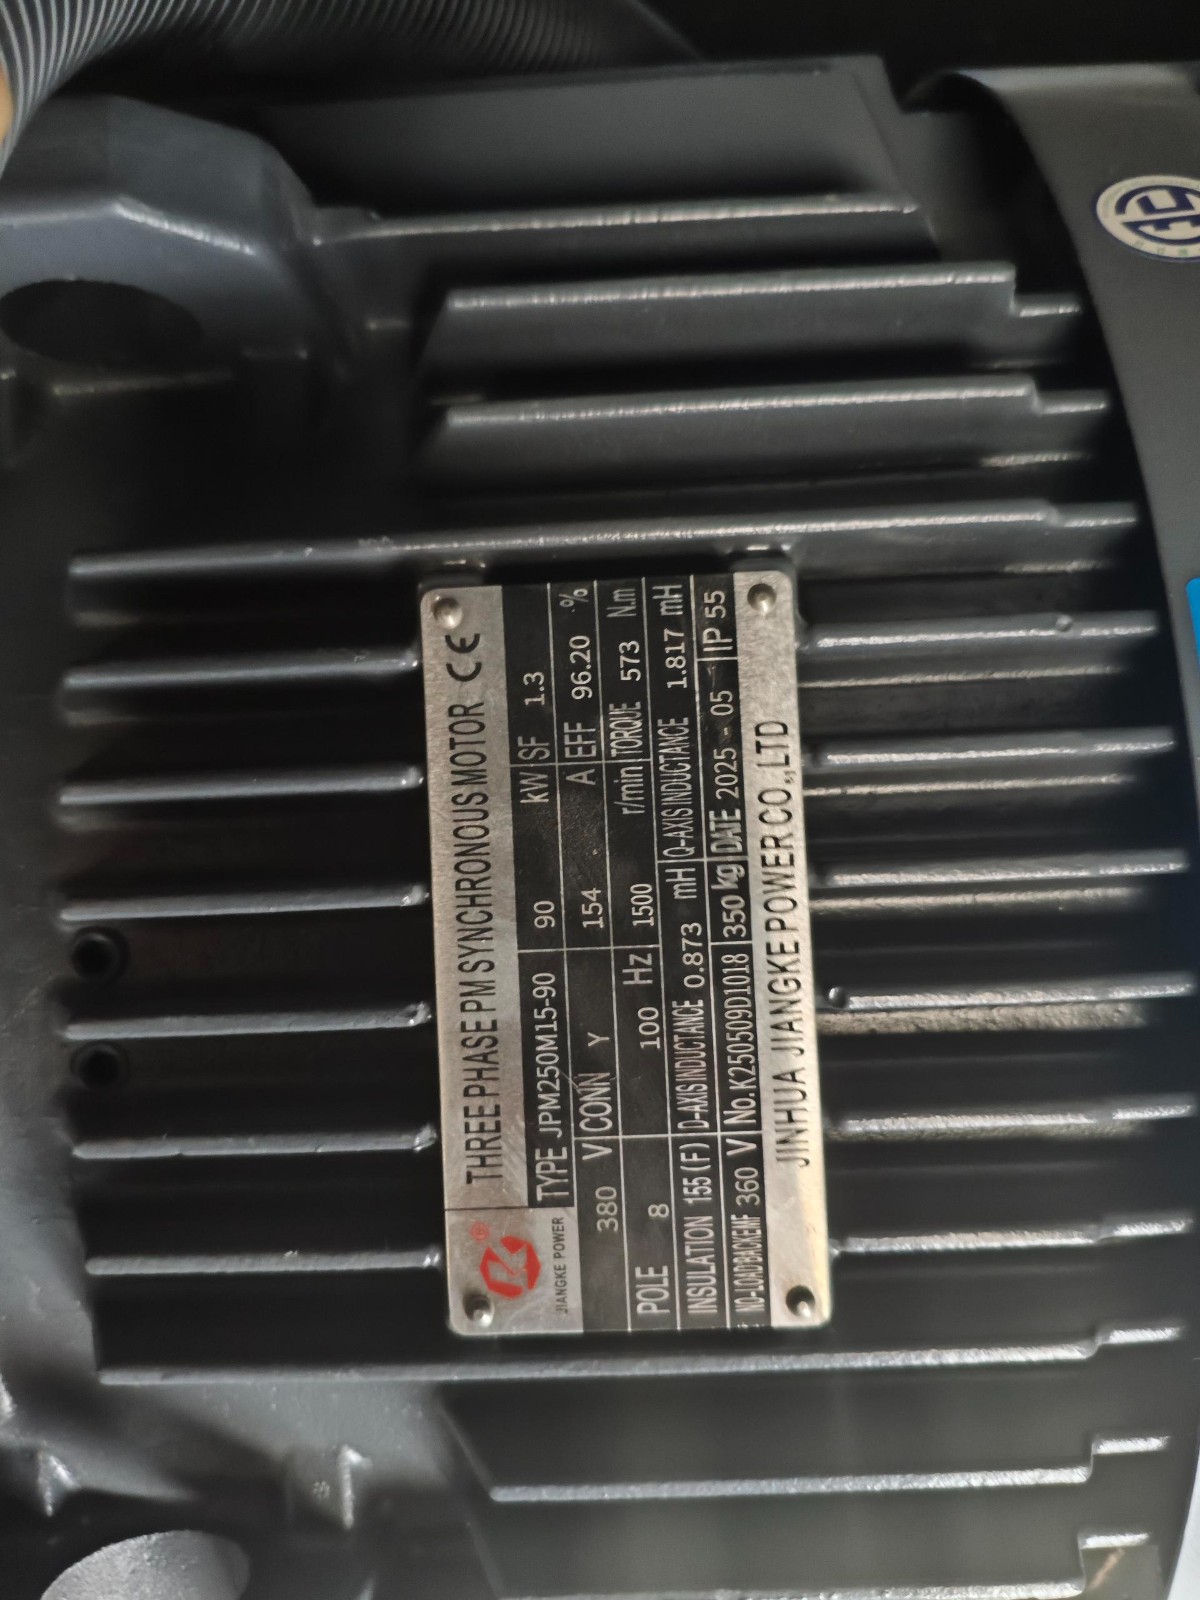 THREE PHASE PM SYNCHRONOUS MOTOR CE
JIANGKE POWER
TYPE JPM250M15-90 90 kW SF 1.3
380 V CONN Y 154 A EFF 96.20 %
POLE 8 100 Hz 1500 r/min TORQUE 573 N.m
INSULATION 155 (F) D-AXIS INDUCTANCE 0.873 mH Q-AXIS INDUCTANCE 1.817 mH
NO-LOAD BACKEMF 360 V No. K250509D1018 350 kg DATE 2025 - 05 IP 55
JINHUA JIANGKE POWER CO.,LTD